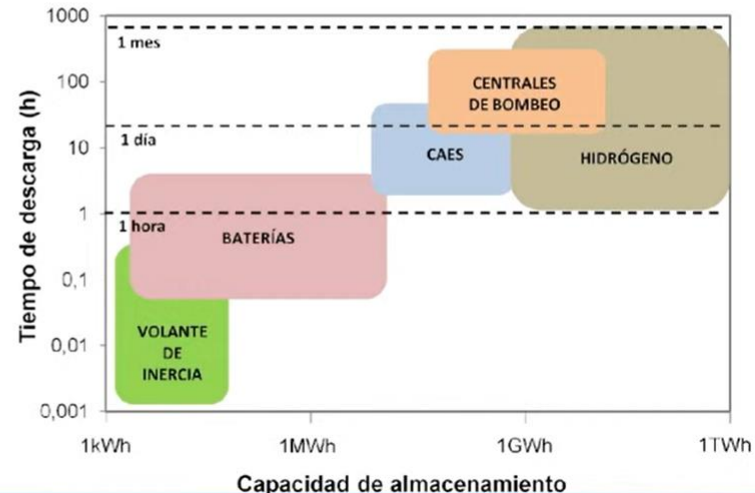 Tiempo de descarga (h)
1000
100
10
1
0,1
0,01
0,001
1 mes
1 día
1 hora
CENTRALES
DE BOMBEO
CAES
HIDRÓGENO
BATERÍAS
VOLANTE
DE
INERCIA
1kWh
1MWh
1GWh
1TWh
Capacidad de almacenamiento